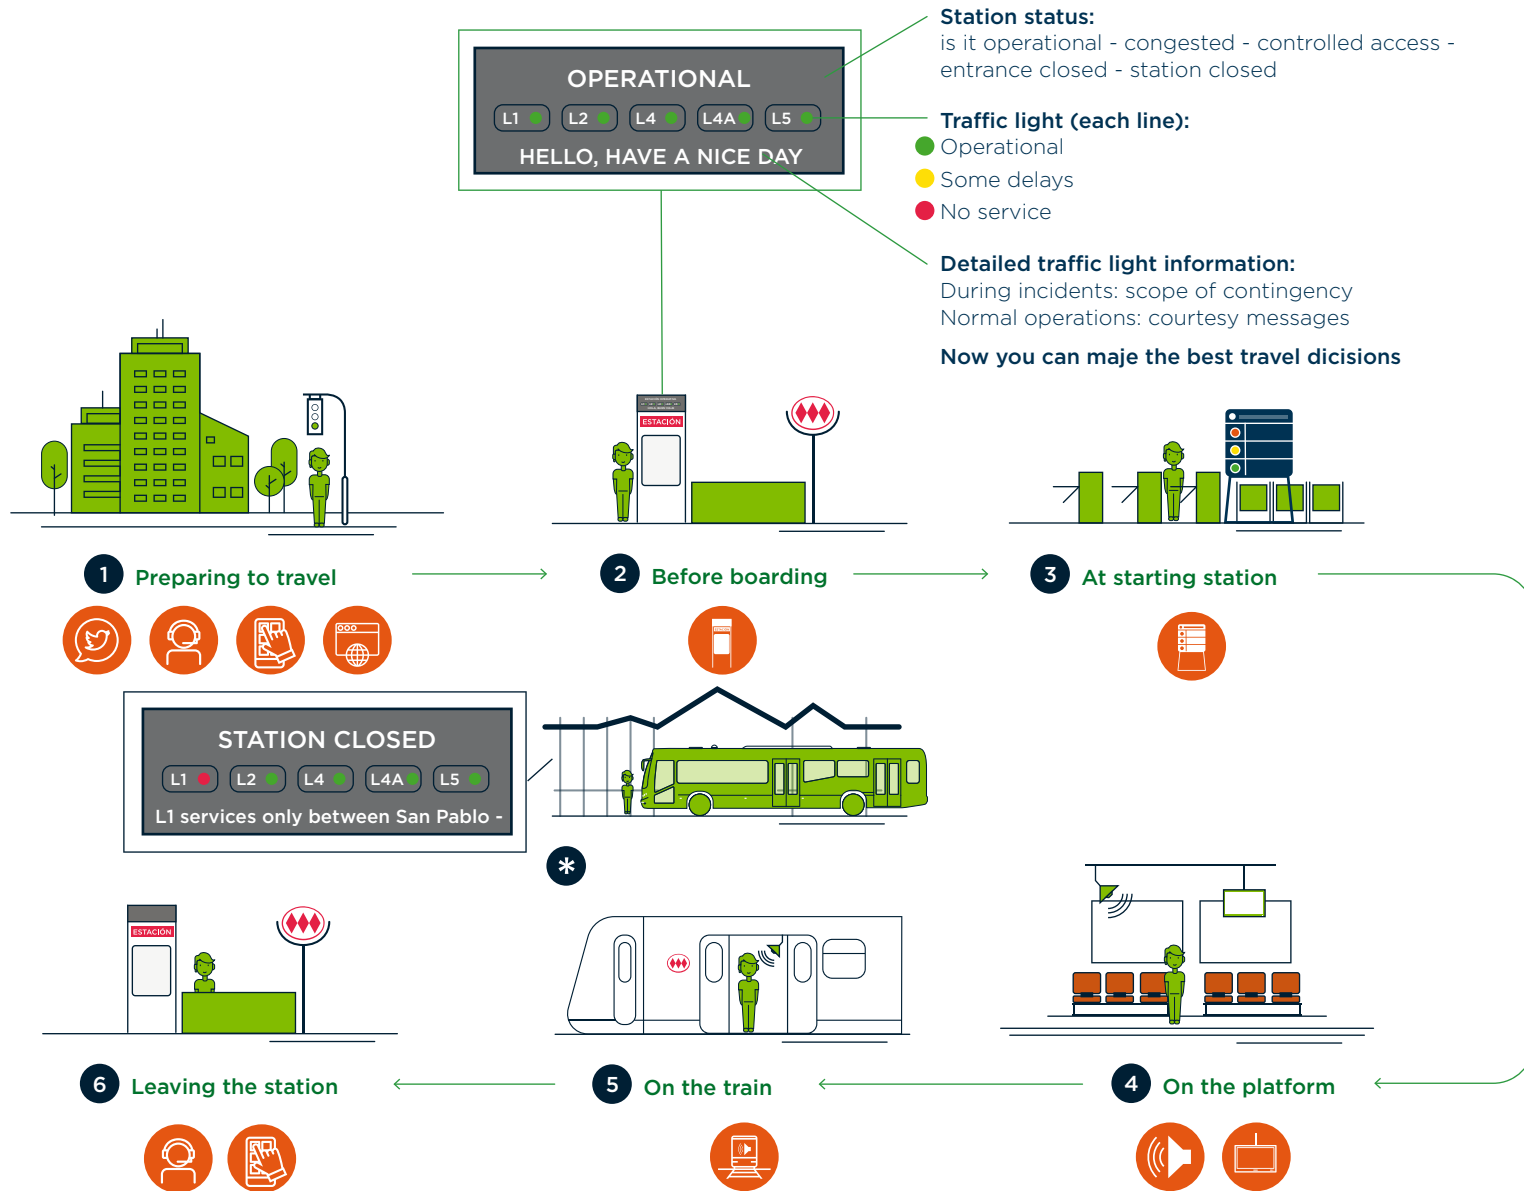 Station status:
is it operational - congested - controlled access -
entrance closed - station closed
OPERATIONAL
L1 L2 L4 L4A L5
HELLO, HAVE A NICE DAY
Traffic light (each line):
Operational
Some delays
No service
Detailed traffic light information:
During incidents: scope of contingency
Normal operations: courtesy messages
Now you can maje the best travel dicisions
ESTACIÓN
1 Preparing to travel
2 Before boarding
3 At starting station
STATION CLOSED
L1 L2 L4 L4A L5
L1 services only between San Pablo -
*
ESTACIÓN
6 Leaving the station
5 On the train
4 On the platform